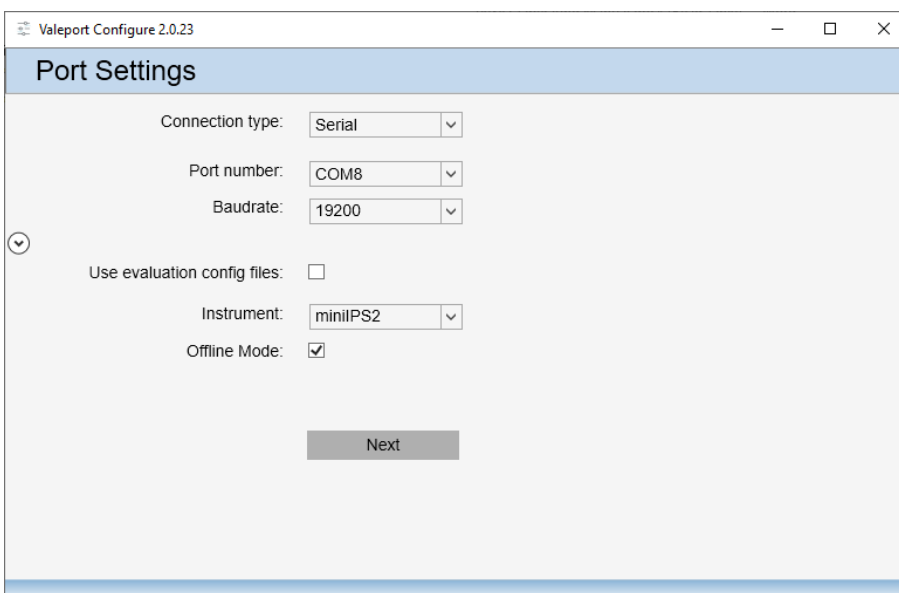 Valeport Configure 2.0.23
Port Settings
Connection type: Serial
Port number: COM8
Baudrate: 19200
Use evaluation config files:
Instrument: miniIPS2
Offline Mode:
Next